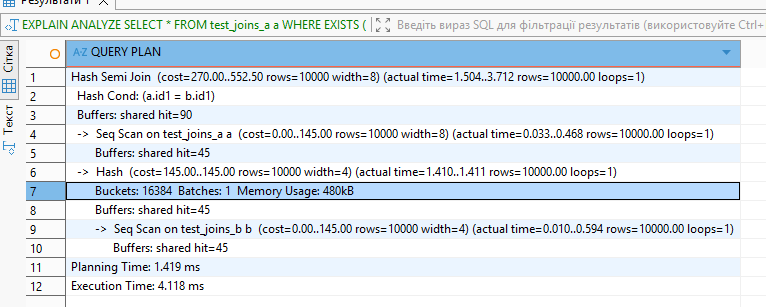 Результати 1
EXPLAIN ANALYZE SELECT * FROM test_joins_a a WHERE EXISTS (
Введіть вираз SQL для фільтрації результатів (використовуйте Ctrl+
Сітка
Текст
A-Z QUERY PLAN
1 Hash Semi Join (cost=270.00..552.50 rows=10000 width=8) (actual time=1.504..3.712 rows=10000.00 loops=1)
2 Hash Cond: (a.id1 = b.id1)
3 Buffers: shared hit=90
4 -> Seq Scan on test_joins_a a (cost=0.00..145.00 rows=10000 width=8) (actual time=0.033..0.468 rows=10000.00 loops=1)
5 Buffers: shared hit=45
6 -> Hash (cost=145.00..145.00 rows=10000 width=4) (actual time=1.410..1.411 rows=10000.00 loops=1)
7 Buckets: 16384 Batches: 1 Memory Usage: 480kB
8 Buffers: shared hit=45
9 -> Seq Scan on test_joins_b b (cost=0.00..145.00 rows=10000 width=4) (actual time=0.010..0.594 rows=10000.00 loops=1)
10 Buffers: shared hit=45
11 Planning Time: 1.419 ms
12 Execution Time: 4.118 ms